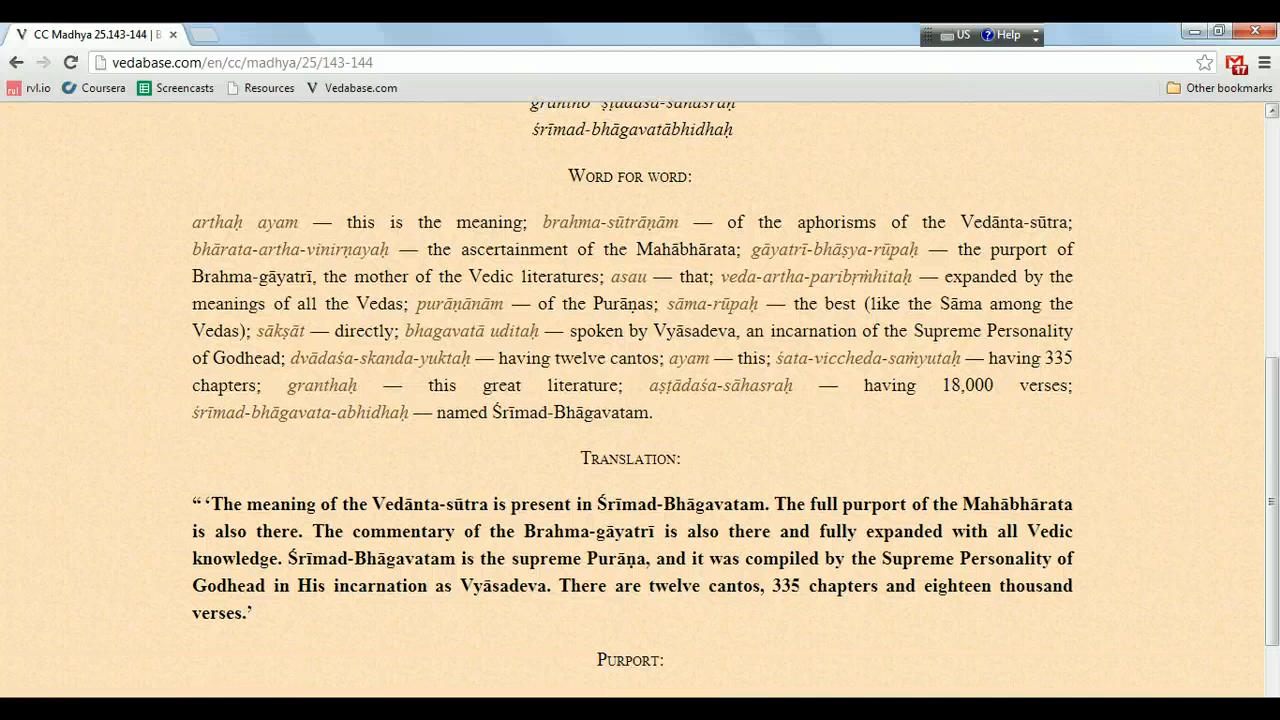 CC Madhya 25.143-144 | B
US Help
vedabase.com/en/cc/madhya/25/143-144
17
rvl.io Coursera Screencasts Resources Vedabase.com Other bookmarks
grantho 'ṣṭādaśa-sāhasraḥ
śrīmad-bhāgavatābhidhaḥ
Word for word:
arthaḥ ayam — this is the meaning; brahma-sūtrāṇām — of the aphorisms of the Vedānta-sūtra;
bhārata-artha-vinirṇayaḥ — the ascertainment of the Mahābhārata; gāyatrī-bhāṣya-rūpaḥ — the purport of
Brahma-gāyatrī, the mother of the Vedic literatures; asau — that; veda-artha-paribṛṁhitaḥ — expanded by the
meanings of all the Vedas; purāṇānām — of the Purāṇas; sāma-rūpaḥ — the best (like the Sāma among the
Vedas); sākṣāt — directly; bhagavatā uditaḥ — spoken by Vyāsadeva, an incarnation of the Supreme Personality
of Godhead; dvādaśa-skanda-yuktaḥ — having twelve cantos; ayam — this; śata-viccheda-saṁyutaḥ — having 335
chapters; granthaḥ — this great literature; aṣṭādaśa-sāhasraḥ — having 18,000 verses;
śrīmad-bhāgavata-abhidhaḥ — named Śrīmad-Bhāgavatam.
Translation:
“ ‘The meaning of the Vedānta-sūtra is present in Śrīmad-Bhāgavatam. The full purport of the Mahābhārata
is also there. The commentary of the Brahma-gāyatrī is also there and fully expanded with all Vedic
knowledge. Śrīmad-Bhāgavatam is the supreme Purāṇa, and it was compiled by the Supreme Personality of
Godhead in His incarnation as Vyāsadeva. There are twelve cantos, 335 chapters and eighteen thousand
verses.’
Purport: